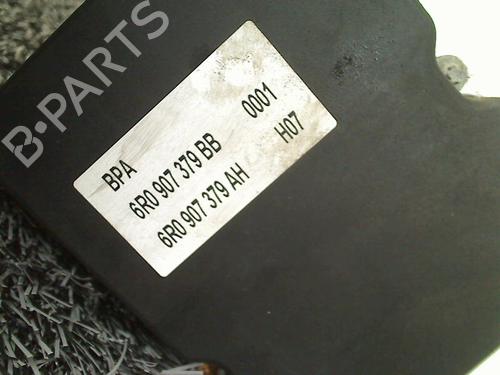 B-PARTS
BPA 0001
6R0 907 379 BB
6R0 907 379 AH H07